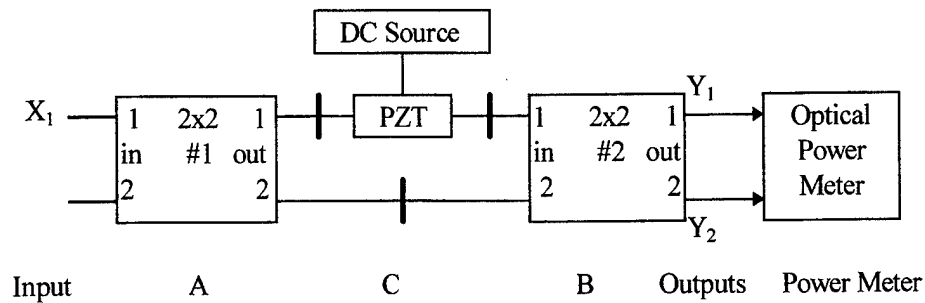 DC Source
X1
1 2x2 1
in #1 out
2 2
PZT
1 2x2 1
in #2 out
2 2
Y1
Y2
Optical
Power
Meter
Input A C B Outputs Power Meter